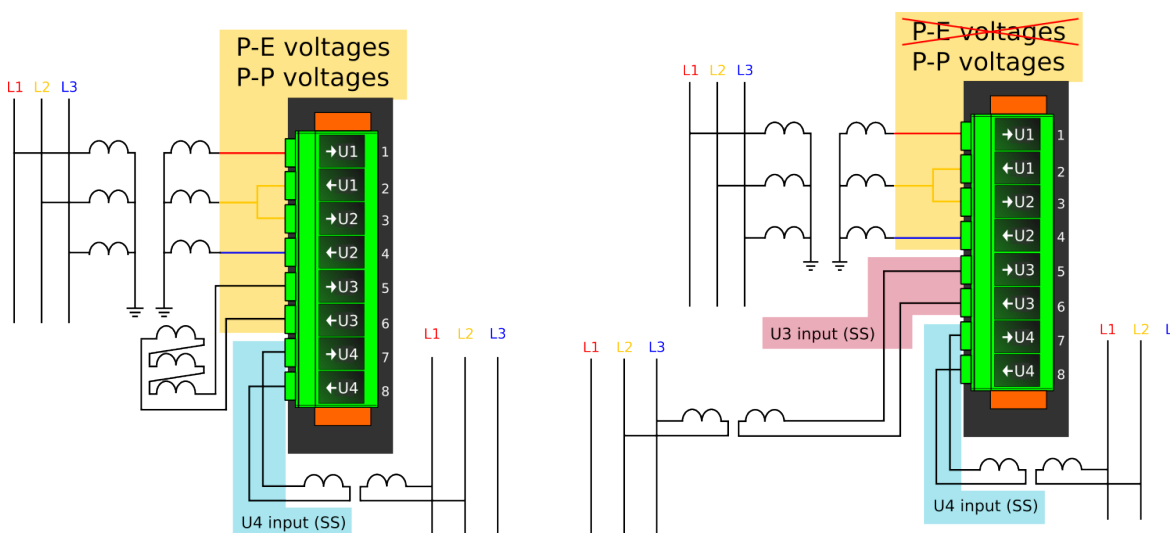 P-E voltages
P-P voltages
L1 L2 L3
→U1 1
←U1 2
→U2 3
←U2 4
→U3 5
←U3 6
→U4 7
←U4 8
L1 L2 L3
U4 input (SS)
P-E voltages
P-P voltages
L1 L2 L3
→U1 1
←U1 2
→U2 3
←U2 4
→U3 5
←U3 6
→U4 7
←U4 8
U3 input (SS)
L1 L2 L3
L1 L2
U4 input (SS)